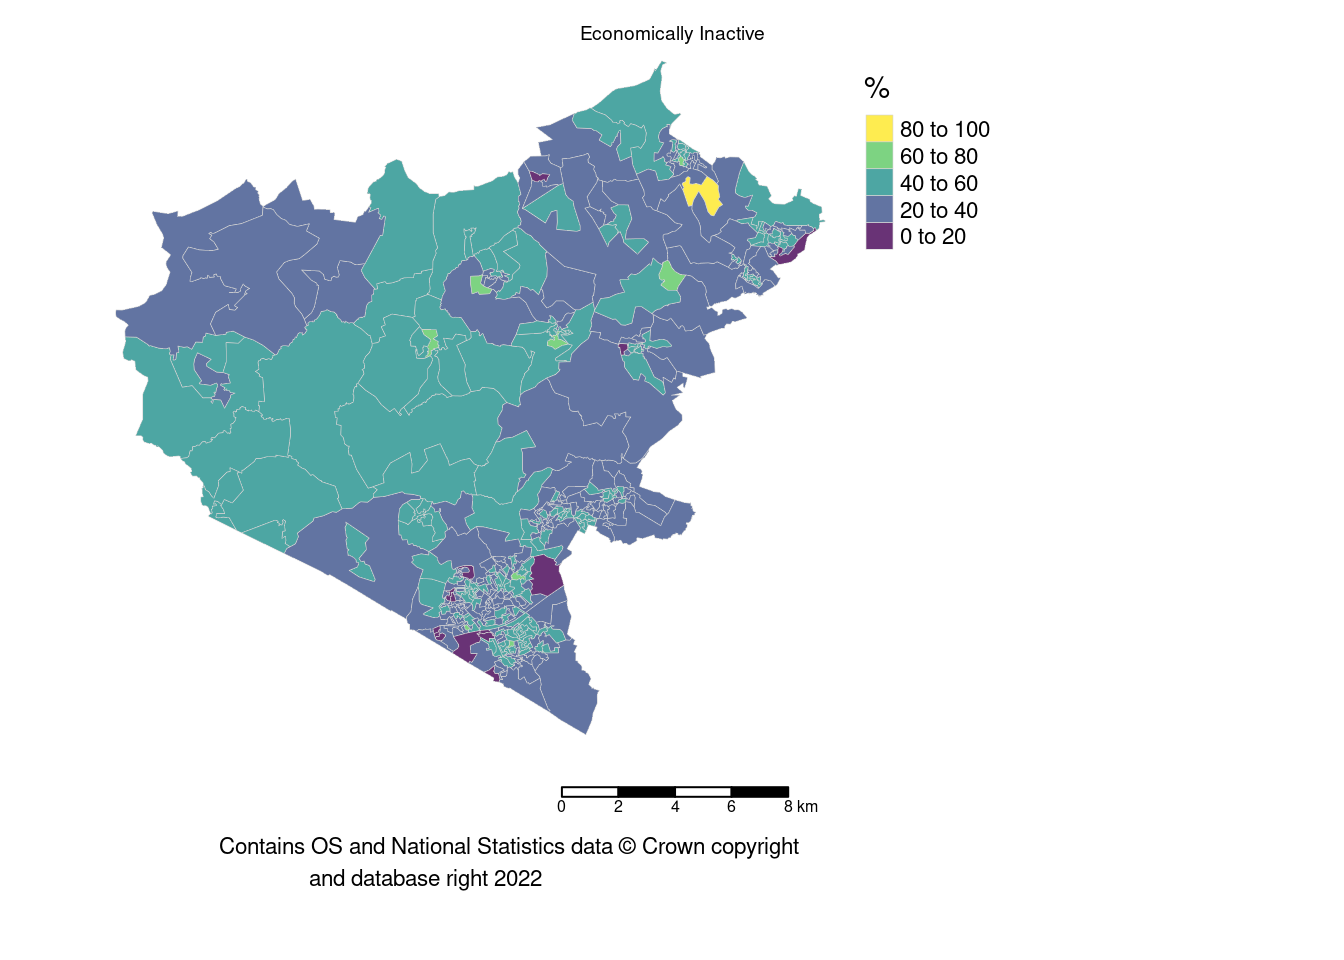 Economically Inactive
%
80 to 100
60 to 80
40 to 60
20 to 40
0 to 20
0 2 4 6 8 km
Contains OS and National Statistics data © Crown copyright
and database right 2022